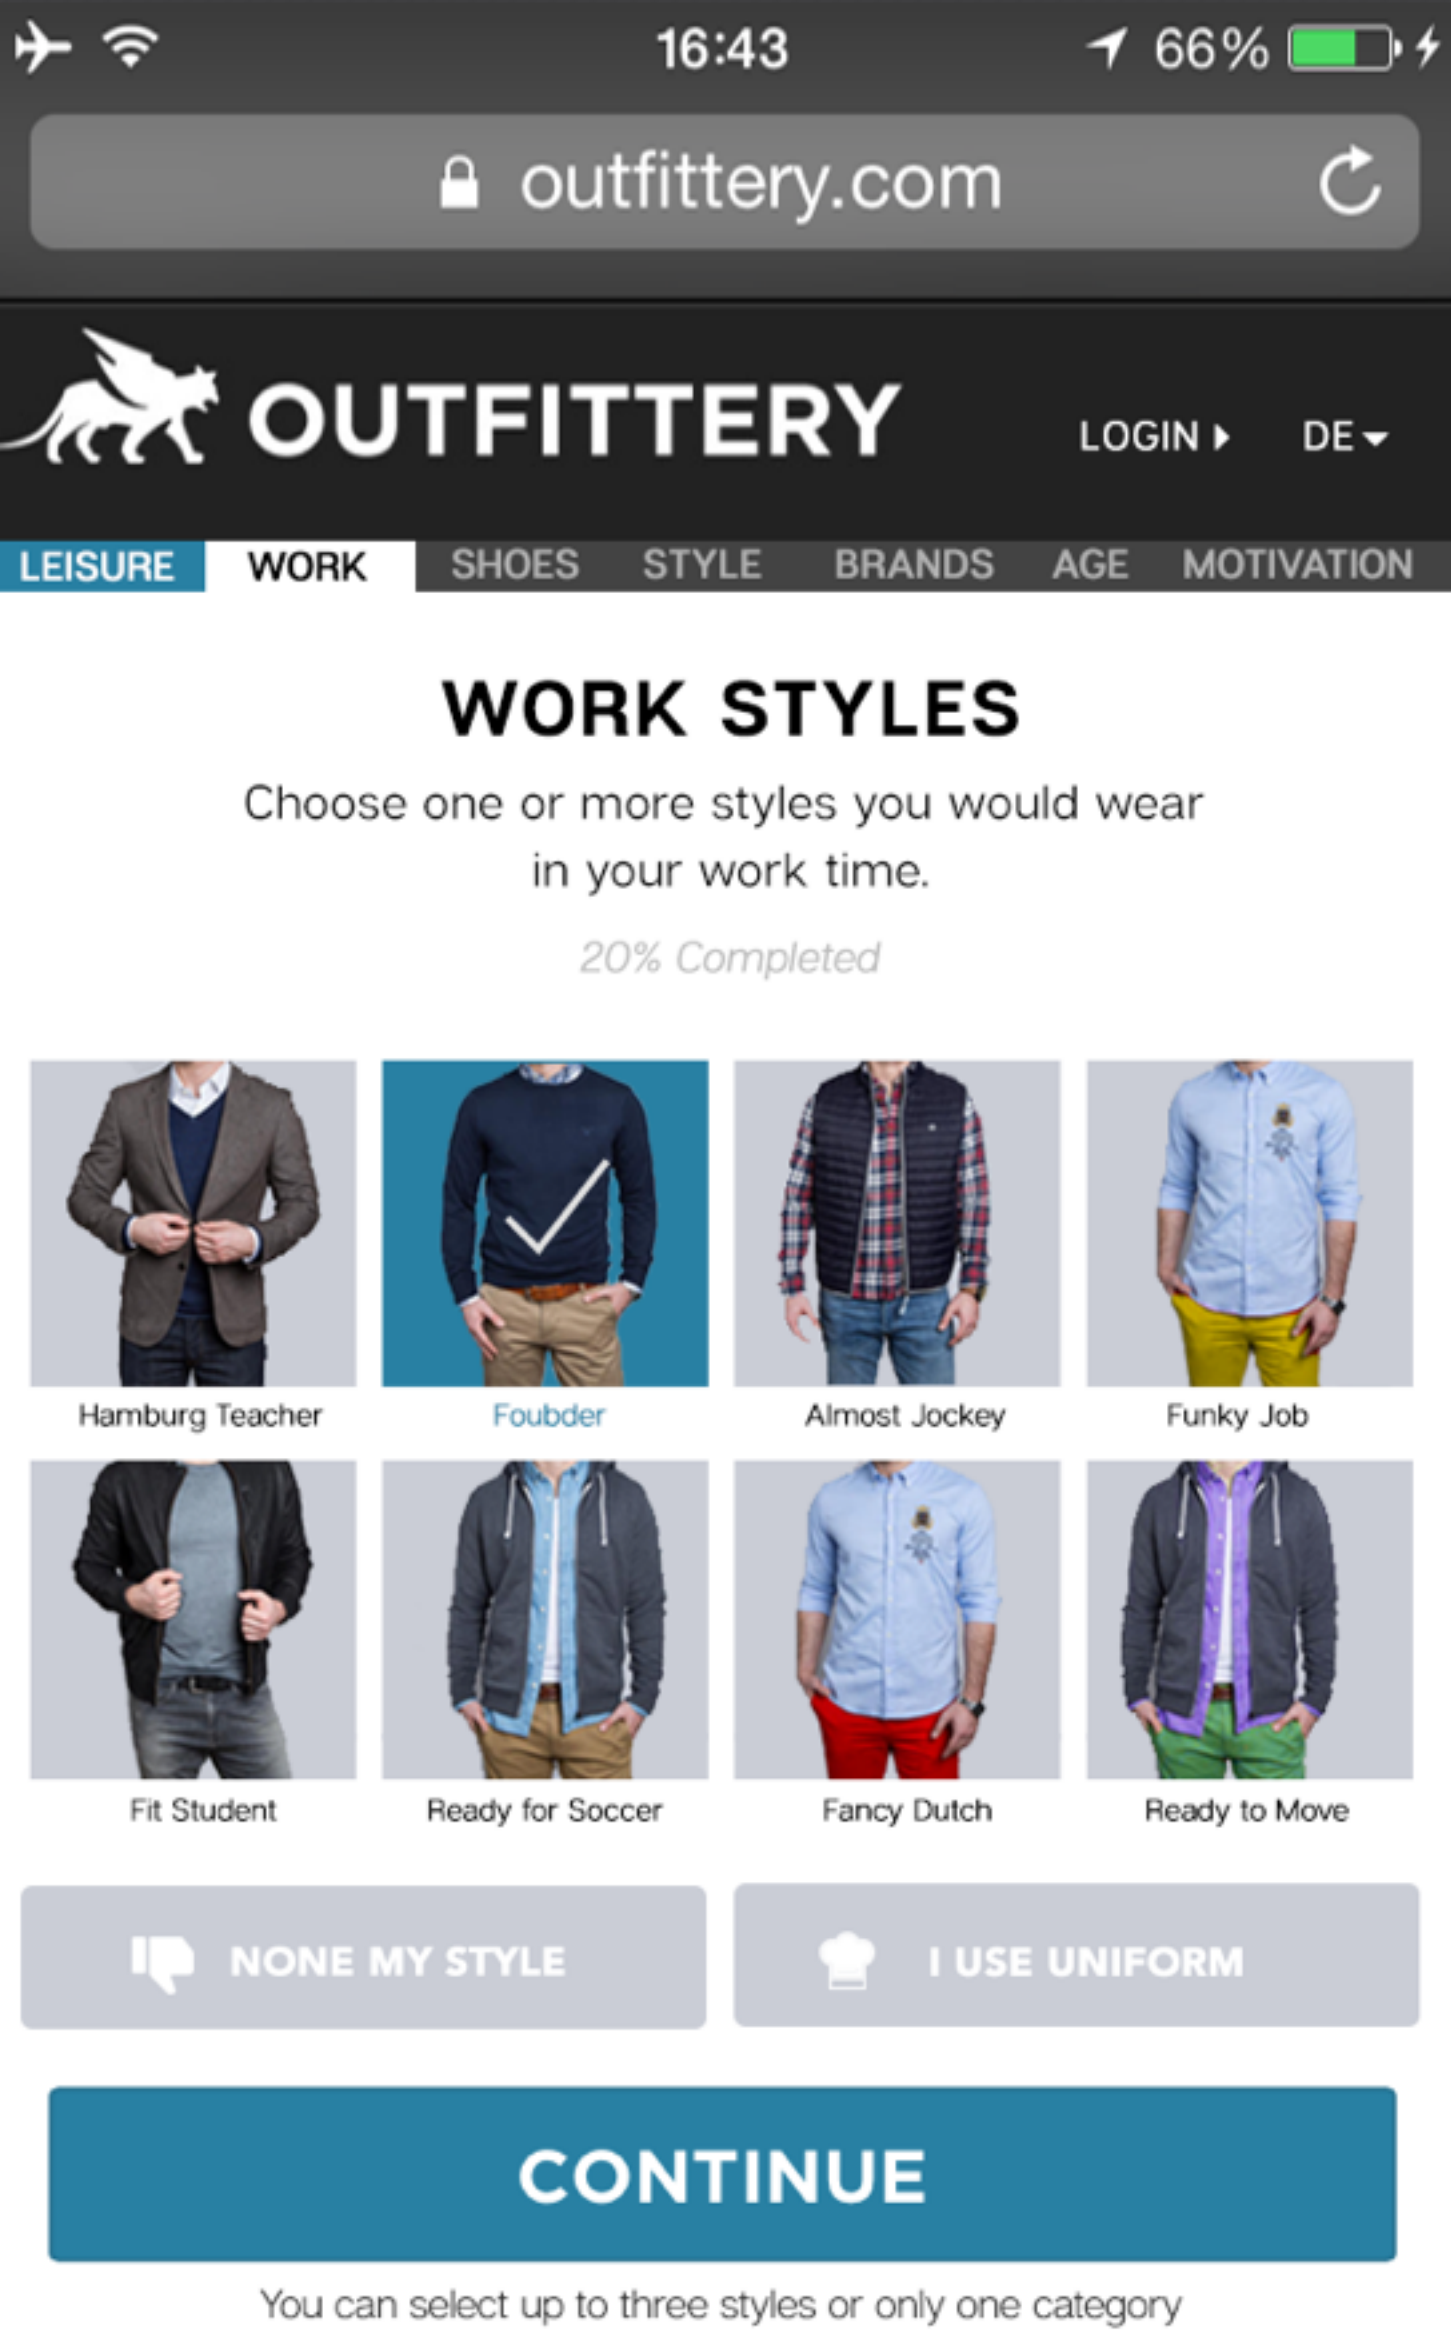 16:43 66%
outfittery.com
OUTFITTERY LOGIN DE
LEISURE WORK SHOES STYLE BRANDS AGE MOTIVATION
WORK STYLES
Choose one or more styles you would wear
in your work time.
20% Completed
Hamburg Teacher Foubder Almost Jockey Funky Job
Fit Student Ready for Soccer Fancy Dutch Ready to Move
NONE MY STYLE I USE UNIFORM
CONTINUE
You can select up to three styles or only one category